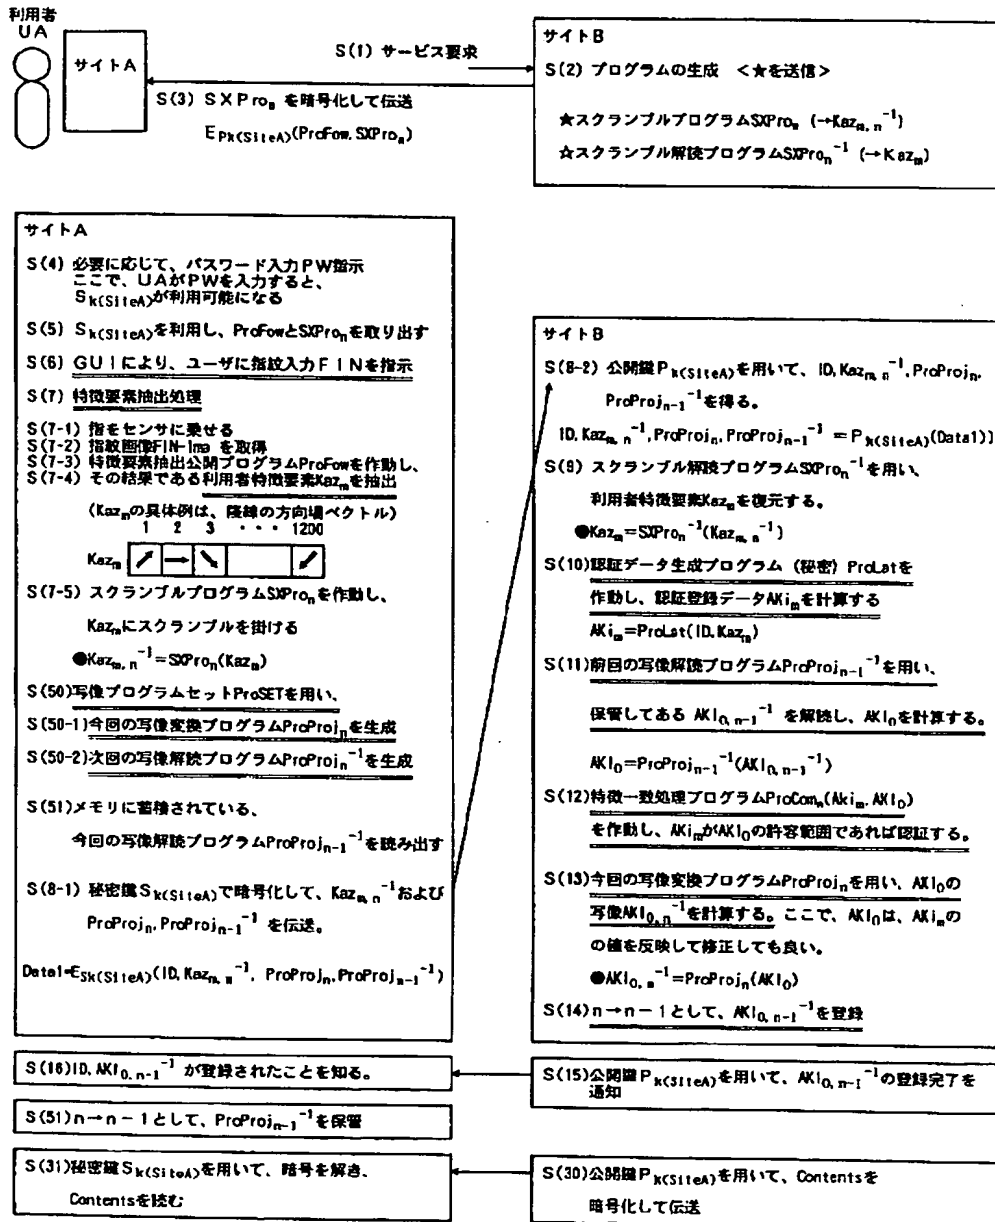 利用者
UA
サイトA
S(1) サービス要求
S(3) SXPro_n を暗号化して伝送
E_Pk(SiteA)(ProFow,SXPro_n)
サイトB
S(2) プログラムの生成 <★を送信>
★スクランブルプログラムSXPro_n (→Kaz_m,n^-1)
☆スクランブル解読プログラムSXPro_n^-1 (→Kaz_m)
サイトA
S(4) 必要に応じて、パスワード入力PW指示
ここで、UAがPWを入力すると、
S_k(SiteA)が利用可能になる
S(5) S_k(SiteA)を利用し、ProFowとSXPro_nを取り出す
S(6) GUIにより、ユーザに指紋入力FINを指示
S(7) 特徴要素抽出処理
S(7-1) 指をセンサに乗せる
S(7-2) 指紋画像FIN-Ima を取得
S(7-3) 特徴要素抽出公開プログラムProFowを作動し、
S(7-4) その結果である利用者特徴要素Kaz_mを抽出
(Kaz_mの具体例は、隆線の方向場ベクトル)
1 2 3 ・・・ 1200
Kaz_m
S(7-5) スクランブルプログラムSXPro_nを作動し、
Kaz_mにスクランブルを掛ける
●Kaz_m,n^-1=SXPro_n(Kaz_m)
S(50)写像プログラムセットProSETを用い、
S(50-1)今回の写像変換プログラムProProj_nを生成
S(50-2)次回の写像解読プログラムProProj_n^-1を生成
S(51)メモリに蓄積されている、
今回の写像解読プログラムProProj_n-1^-1を読み出す
S(8-1) 秘密鍵S_k(SiteA)で暗号化して、Kaz_m,n^-1および
ProProj_n,ProProj_n-1^-1 を伝送。
Data1=E_Sk(SiteA)(ID,Kaz_m,n^-1, ProProj_n,ProProj_n-1^-1)
サイトB
S(8-2) 公開鍵P_k(SiteA)を用いて、ID,Kaz_m,n^-1,ProProj_n,
ProProj_n-1^-1を得る。
ID,Kaz_m,n^-1,ProProj_n,ProProj_n-1^-1 =P_k(SiteA)(Data1))
S(9) スクランブル解読プログラムSXPro_n^-1を用い、
利用者特徴要素Kaz_mを復元する。
●Kaz_m=SXPro_n^-1(Kaz_m,n^-1)
S(10)認証データ生成プログラム(秘密)ProLstを
作動し、認証登録データAKi_mを計算する
AKi_m=ProLst(ID,Kaz_m)
S(11)前回の写像解読プログラムProProj_n-1^-1を用い、
保管してある AKI_0,n-1^-1 を解読し、AKI_0を計算する。
AKI_0=ProProj_n-1^-1(AKI_0,n-1^-1)
S(12)特徴一致処理プログラムProCom_n(Aki_m,AKI_0)
を作動し、AKi_mがAKI_0の許容範囲であれば認証する。
S(13)今回の写像変換プログラムProProj_nを用い、AKI_0の
写像AKI_0,n^-1を計算する。ここで、AKI_0は、AKi_mの
の値を反映して修正しても良い。
●AKI_0,m^-1=ProProj_n(AKI_0)
S(14)n→n-1として、AKI_0,n-1^-1を登録
S(16)ID,AKI_0,n-1^-1 が登録されたことを知る。
S(15)公開鍵P_k(SiteA)を用いて、AKI_0,n-1^-1の登録完了を
通知
S(51)n→n-1として、ProProj_n-1^-1を保管
S(31)秘密鍵S_k(SiteA)を用いて、暗号を解き、
Contentsを読む
S(30)公開鍵P_k(SiteA)を用いて、Contentsを
暗号化して伝送